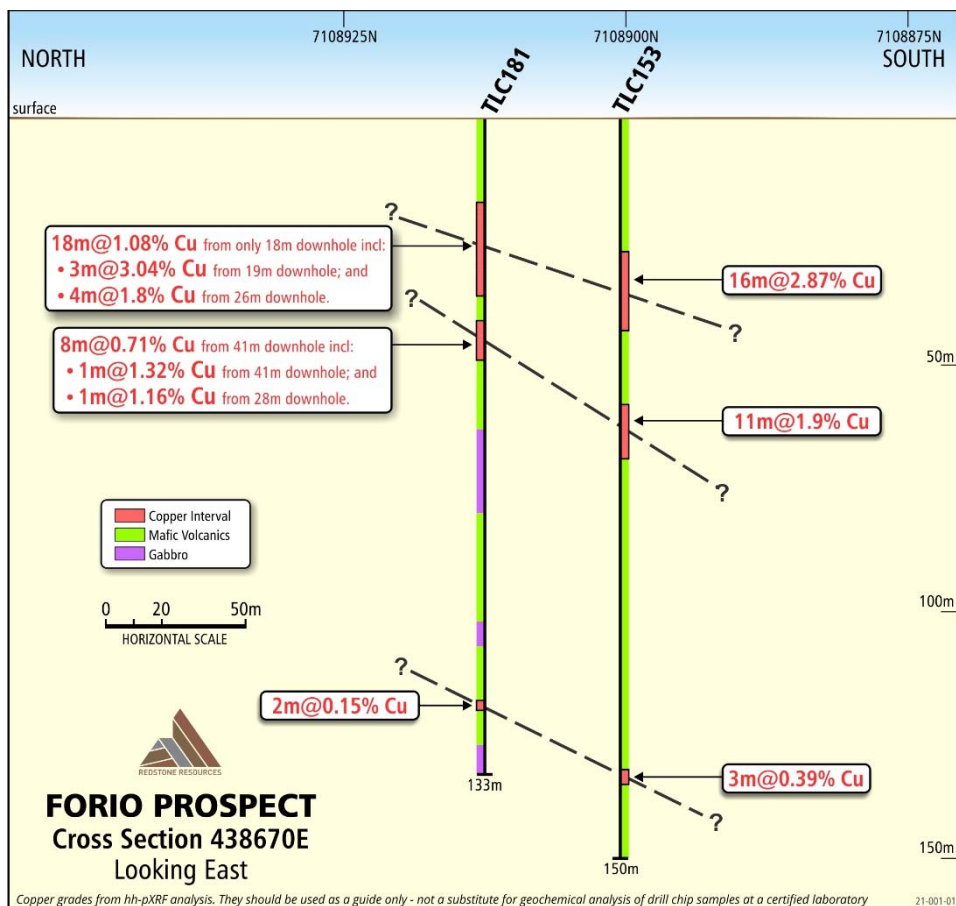 7108925N
7108900N
7108875N
NORTH
SOUTH
TLC181
TLC153
surface
?
18m@1.08% Cu from only 18m downhole incl:
• 3m@3.04% Cu from 19m downhole; and
• 4m@1.8% Cu from 26m downhole.
16m@2.87% Cu
?
?
8m@0.71% Cu from 41m downhole incl:
• 1m@1.32% Cu from 41m downhole; and
• 1m@1.16% Cu from 28m downhole.
50m
11m@1.9% Cu
?
Copper Interval
Mafic Volcanics
Gabbro
0 20 50m
HORIZONTAL SCALE
100m
?
2m@0.15% Cu
REDSTONE RESOURCES
133m
3m@0.39% Cu
?
FORIO PROSPECT
Cross Section 438670E
Looking East
150m
150m
Copper grades from hh-pXRF analysis. They should be used as a guide only - not a substitute for geochemical analysis of drill chip samples at a certified laboratory
21-001-01